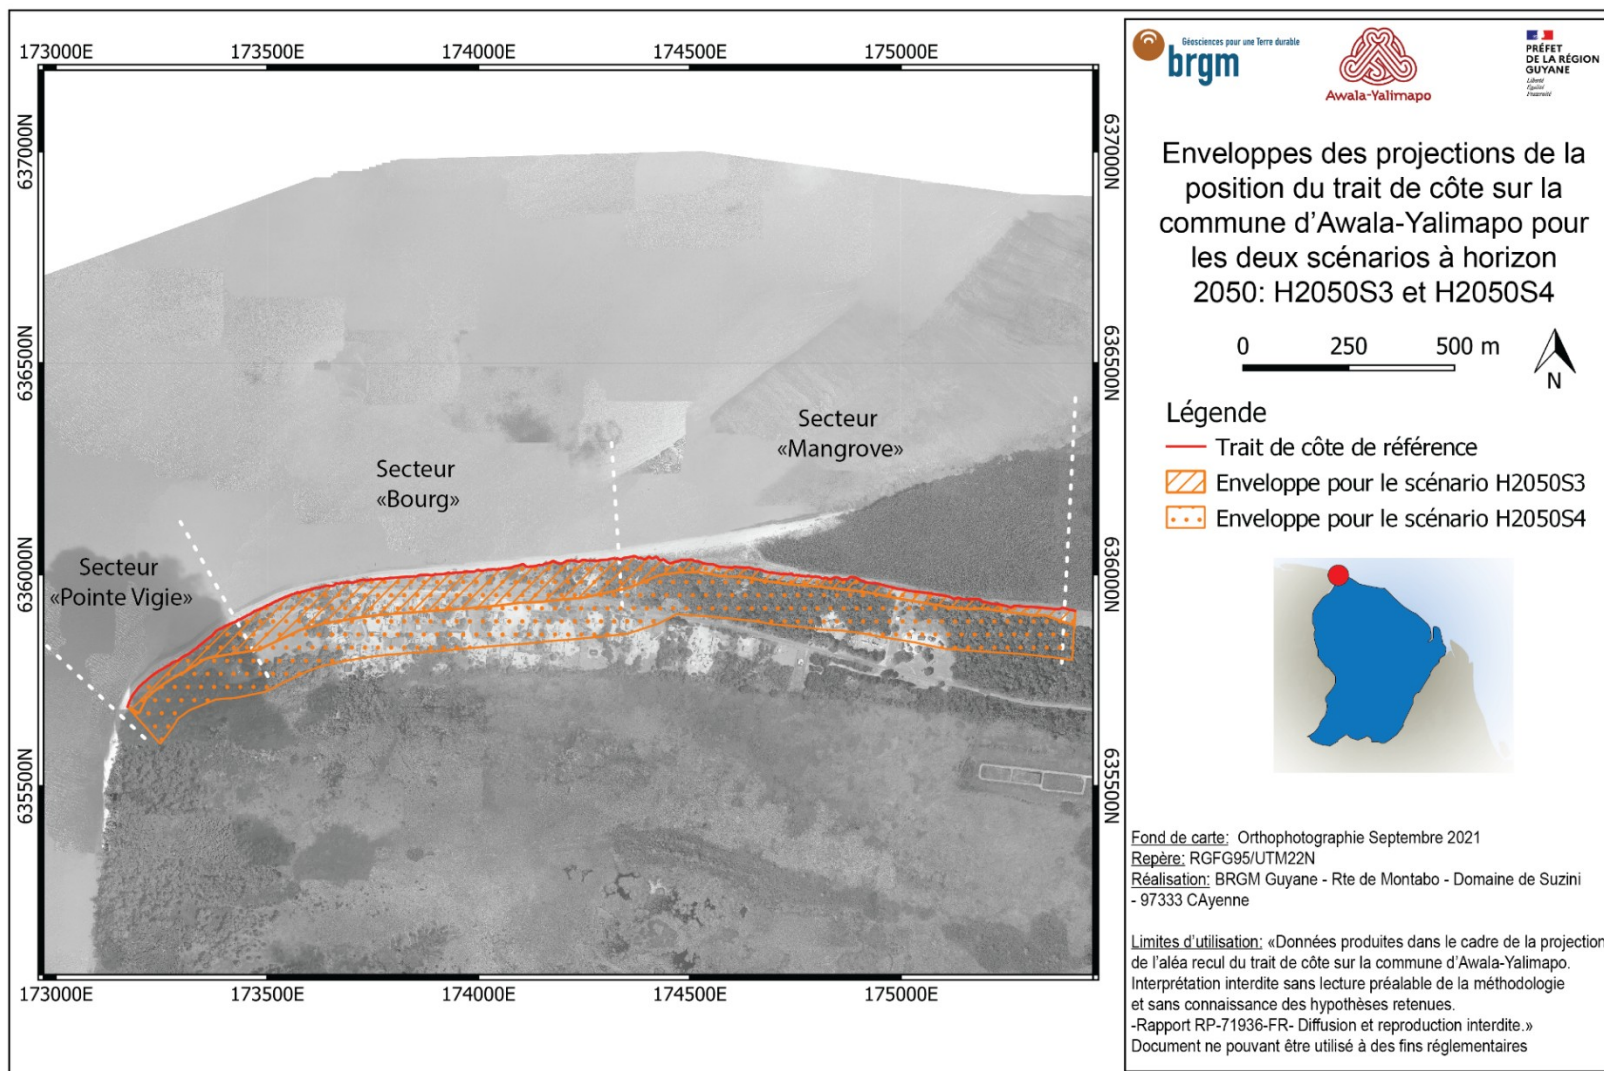 173000E
173500E
174000E
174500E
175000E
637000N
636500N
636000N
635500N
637000N
636500N
636000N
635500N
Secteur
«Mangrove»
Secteur
«Bourg»
Secteur
«Pointe Vigie»
173000E
173500E
174000E
174500E
175000E
Géosciences pour une Terre durable
brgm
Awala-Yalimapo
PRÉFET
DE LA RÉGION
GUYANE
Liberté
Égalité
Fraternité
Enveloppes des projections de la
position du trait de côte sur la
commune d'Awala-Yalimapo pour
les deux scénarios à horizon
2050: H2050S3 et H2050S4
0 250 500 m
N
Légende
Trait de côte de référence
Enveloppe pour le scénario H2050S3
Enveloppe pour le scénario H2050S4
Fond de carte: Orthophotographie Septembre 2021
Repère: RGFG95/UTM22N
Réalisation: BRGM Guyane - Rte de Montabo - Domaine de Suzini
- 97333 CAyenne
Limites d'utilisation: «Données produites dans le cadre de la projection
de l'aléa recul du trait de côte sur la commune d'Awala-Yalimapo.
Interprétation interdite sans lecture préalable de la méthodologie
et sans connaissance des hypothèses retenues.
-Rapport RP-71936-FR- Diffusion et reproduction interdite.»
Document ne pouvant être utilisé à des fins réglementaires